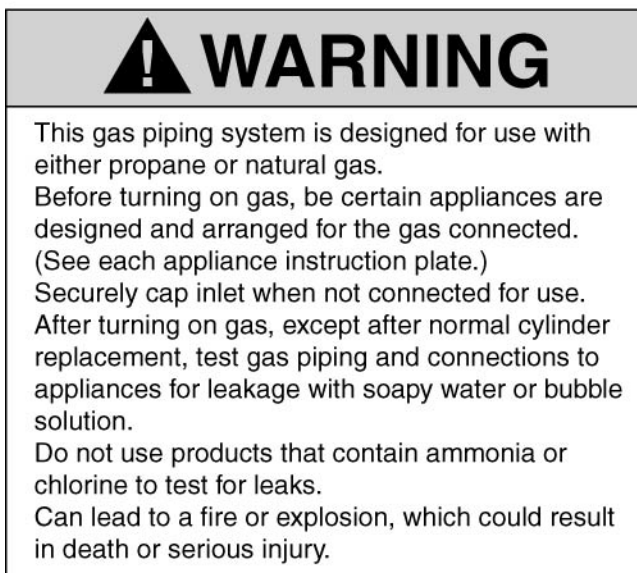 WARNING
This gas piping system is designed for use with
either propane or natural gas.
Before turning on gas, be certain appliances are
designed and arranged for the gas connected.
(See each appliance instruction plate.)
Securely cap inlet when not connected for use.
After turning on gas, except after normal cylinder
replacement, test gas piping and connections to
appliances for leakage with soapy water or bubble
solution.
Do not use products that contain ammonia or
chlorine to test for leaks.
Can lead to a fire or explosion, which could result
in death or serious injury.